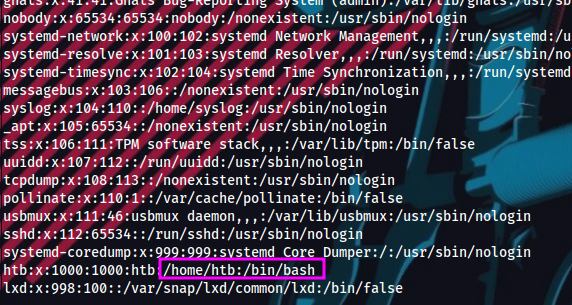 gnats:x:41:41:Gnats Bug-Reporting System (admin):/var/lib/gnats:/usr/sb
nobody:x:65534:65534:nobody:/nonexistent:/usr/sbin/nologin
systemd-network:x:100:102:systemd Network Management,,,:/run/systemd:/u
systemd-resolve:x:101:103:systemd Resolver,,,:/run/systemd:/usr/sbin/no
systemd-timesync:x:102:104:systemd Time Synchronization,,,:/run/systemd
messagebus:x:103:106::/nonexistent:/usr/sbin/nologin
syslog:x:104:110::/home/syslog:/usr/sbin/nologin
_apt:x:105:65534::/nonexistent:/usr/sbin/nologin
tss:x:106:111:TPM software stack,,,:/var/lib/tpm:/bin/false
uuidd:x:107:112::/run/uuidd:/usr/sbin/nologin
tcpdump:x:108:113::/nonexistent:/usr/sbin/nologin
pollinate:x:110:1::/var/cache/pollinate:/bin/false
usbmux:x:111:46:usbmux daemon,,,:/var/lib/usbmux:/usr/sbin/nologin
sshd:x:112:65534::/run/sshd:/usr/sbin/nologin
systemd-coredump:x:999:999:systemd Core Dumper:/:/usr/sbin/nologin
htb:x:1000:1000:htb:/home/htb:/bin/bash
lxd:x:998:100::/var/snap/lxd/common/lxd:/bin/false